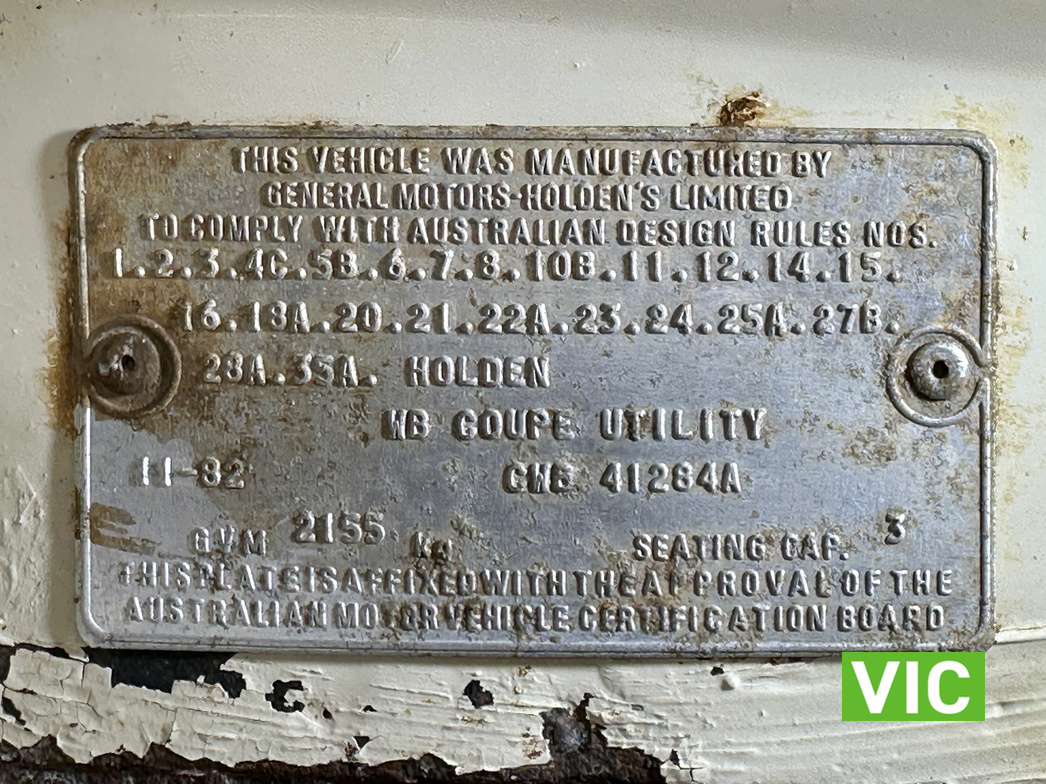 THIS VEHICLE WAS MANUFACTURED BY
GENERAL MOTORS-HOLDEN'S LIMITED
TO COMPLY WITH AUSTRALIAN DESIGN RULES NOS.
1.2.3.4C.5B.6.7.8.10B.11.12.14.15.
16.18A.20.21.22A.23.24.25A.27B.
28A.35A. HOLDEN
WB COUPE UTILITY
11-82 CWB 41284A
GVM 2155 kg SEATING CAP. 3
THIS PLATE IS AFFIXED WITH THE APPROVAL OF THE
AUSTRALIAN MOTOR VEHICLE CERTIFICATION BOARD
VIC